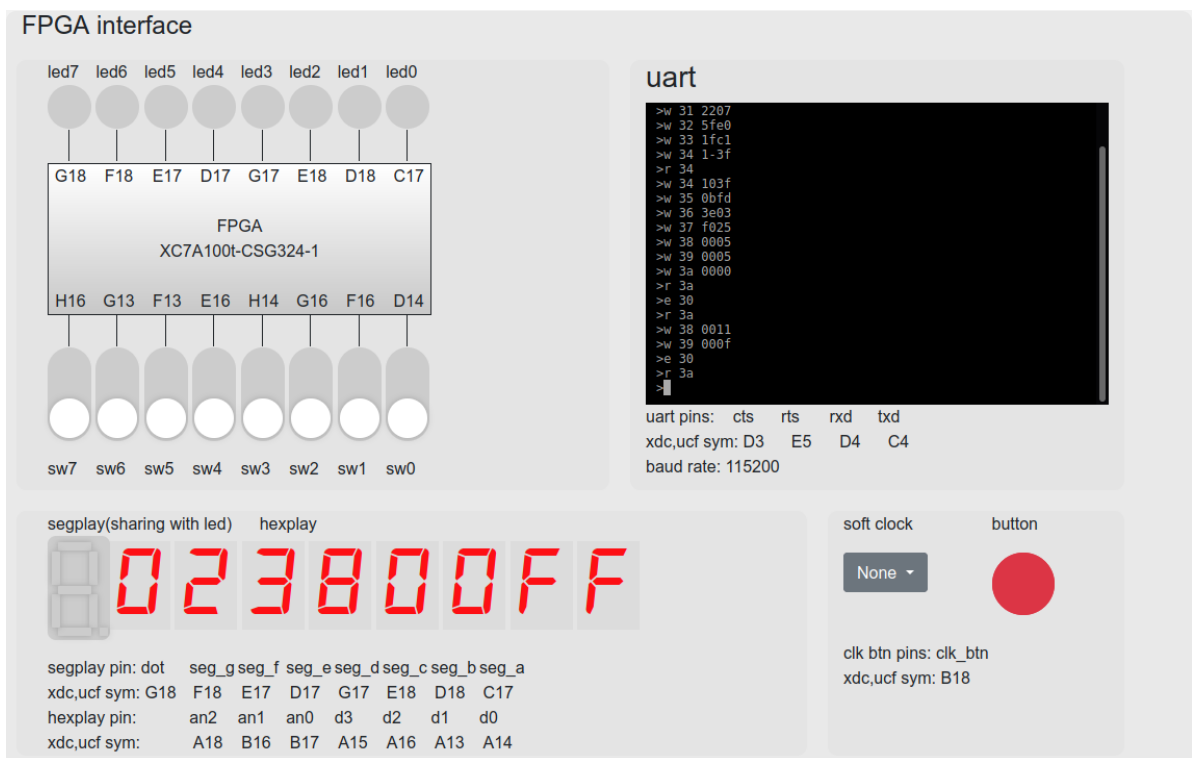 FPGA interface
led7 led6 led5 led4 led3 led2 led1 led0
G18 F18 E17 D17 G17 E18 D18 C17
FPGA
XC7A100t-CSG324-1
H16 G13 F13 E16 H14 G16 F16 D14
sw7 sw6 sw5 sw4 sw3 sw2 sw1 sw0
uart
>w 31 2207
>w 32 5fe0
>w 33 1fc1
>w 34 1-3f
>r 34
>w 34 103f
>w 35 0bfd
>w 36 3e03
>w 37 f025
>w 38 0005
>w 39 0005
>w 3a 0000
>r 3a
>e 30
>r 3a
>w 38 0011
>w 39 000f
>e 30
>r 3a
>
uart pins: cts rts rxd txd
xdc,ucf sym: D3 E5 D4 C4
baud rate: 115200
segplay(sharing with led) hexplay
023800FF
segplay pin: dot seg_g seg_f seg_e seg_d seg_c seg_b seg_a
xdc,ucf sym: G18 F18 E17 D17 G17 E18 D18 C17
hexplay pin: an2 an1 an0 d3 d2 d1 d0
xdc,ucf sym: A18 B16 B17 A15 A16 A13 A14
soft clock button
None
clk btn pins: clk_btn
xdc,ucf sym: B18